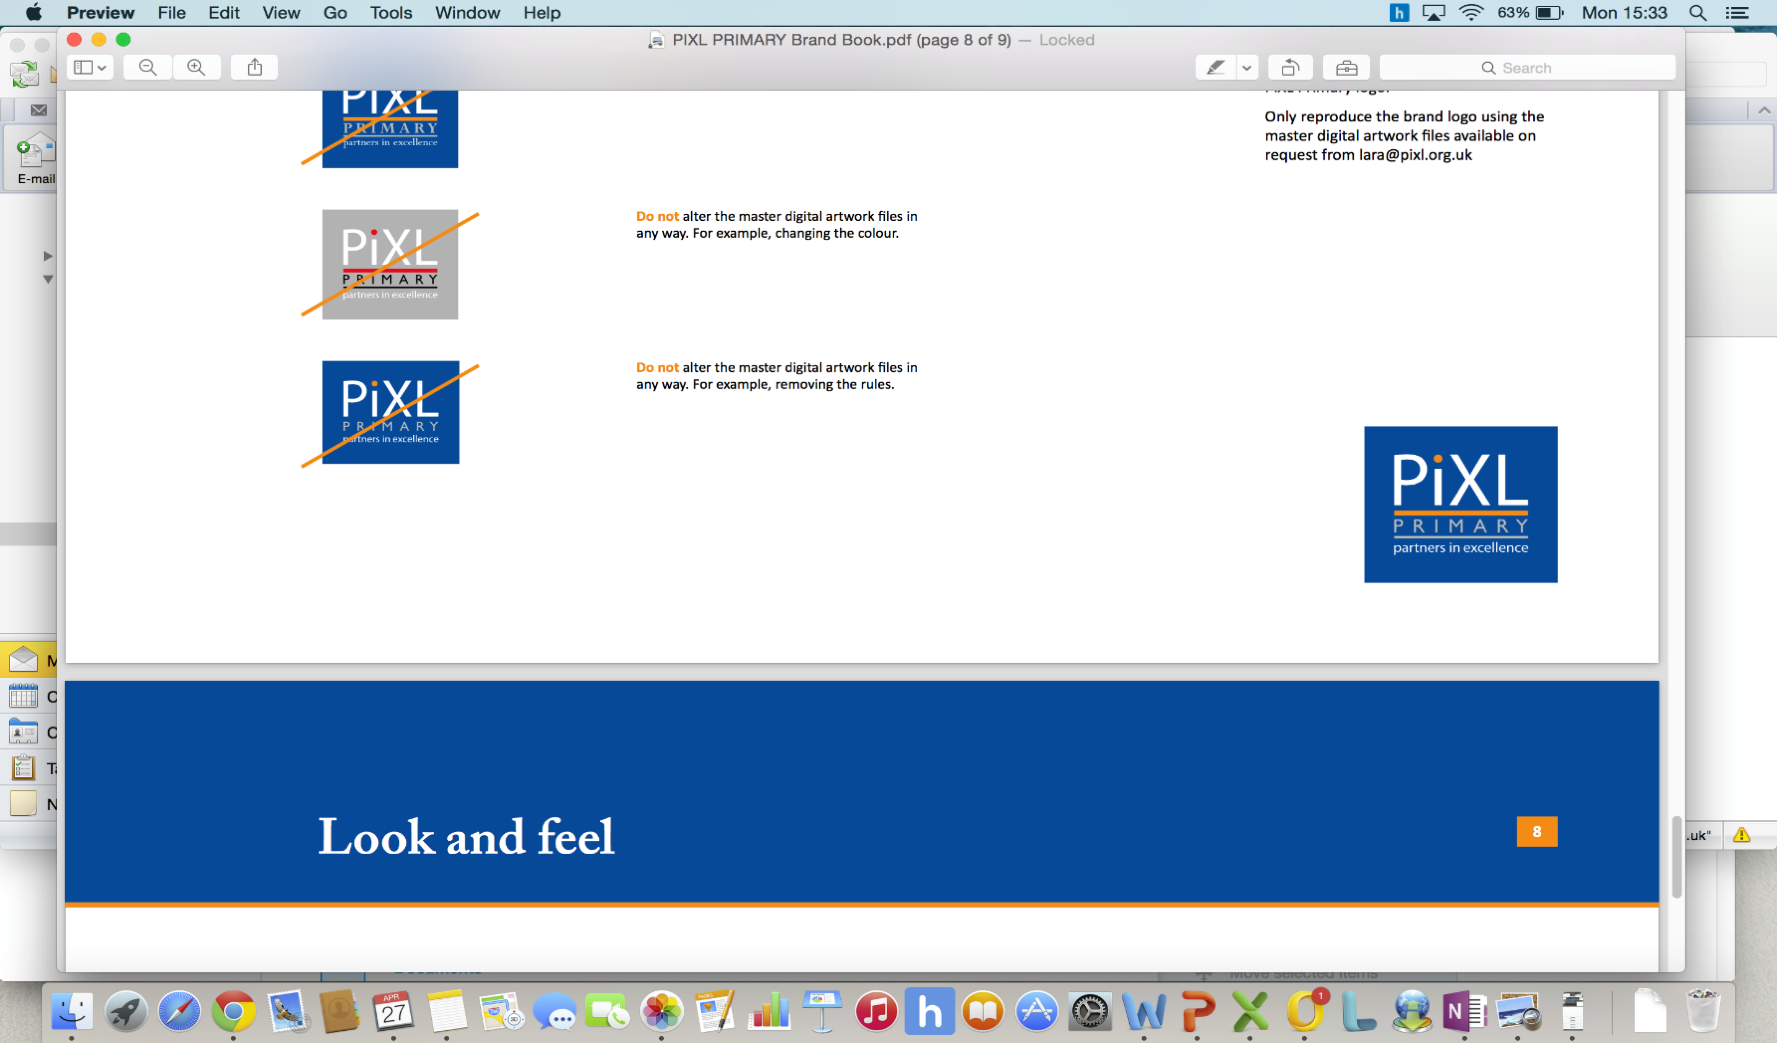 Preview File Edit View Go Tools Window Help
h 63% Mon 15:33
PIXL PRIMARY Brand Book.pdf (page 8 of 9) — Locked
Search
E-mail
PiXL
PRIMARY
partners in excellence
Only reproduce the brand logo using the
master digital artwork files available on
request from lara@pixl.org.uk
PiXL
PRIMARY
partners in excellence
Do not alter the master digital artwork files in
any way. For example, changing the colour.
PiXL
PRIMARY
partners in excellence
Do not alter the master digital artwork files in
any way. For example, removing the rules.
PiXL
PRIMARY
partners in excellence
Look and feel
8
.uk"
Move selected items
APR
27
h
W P X O 1 L N